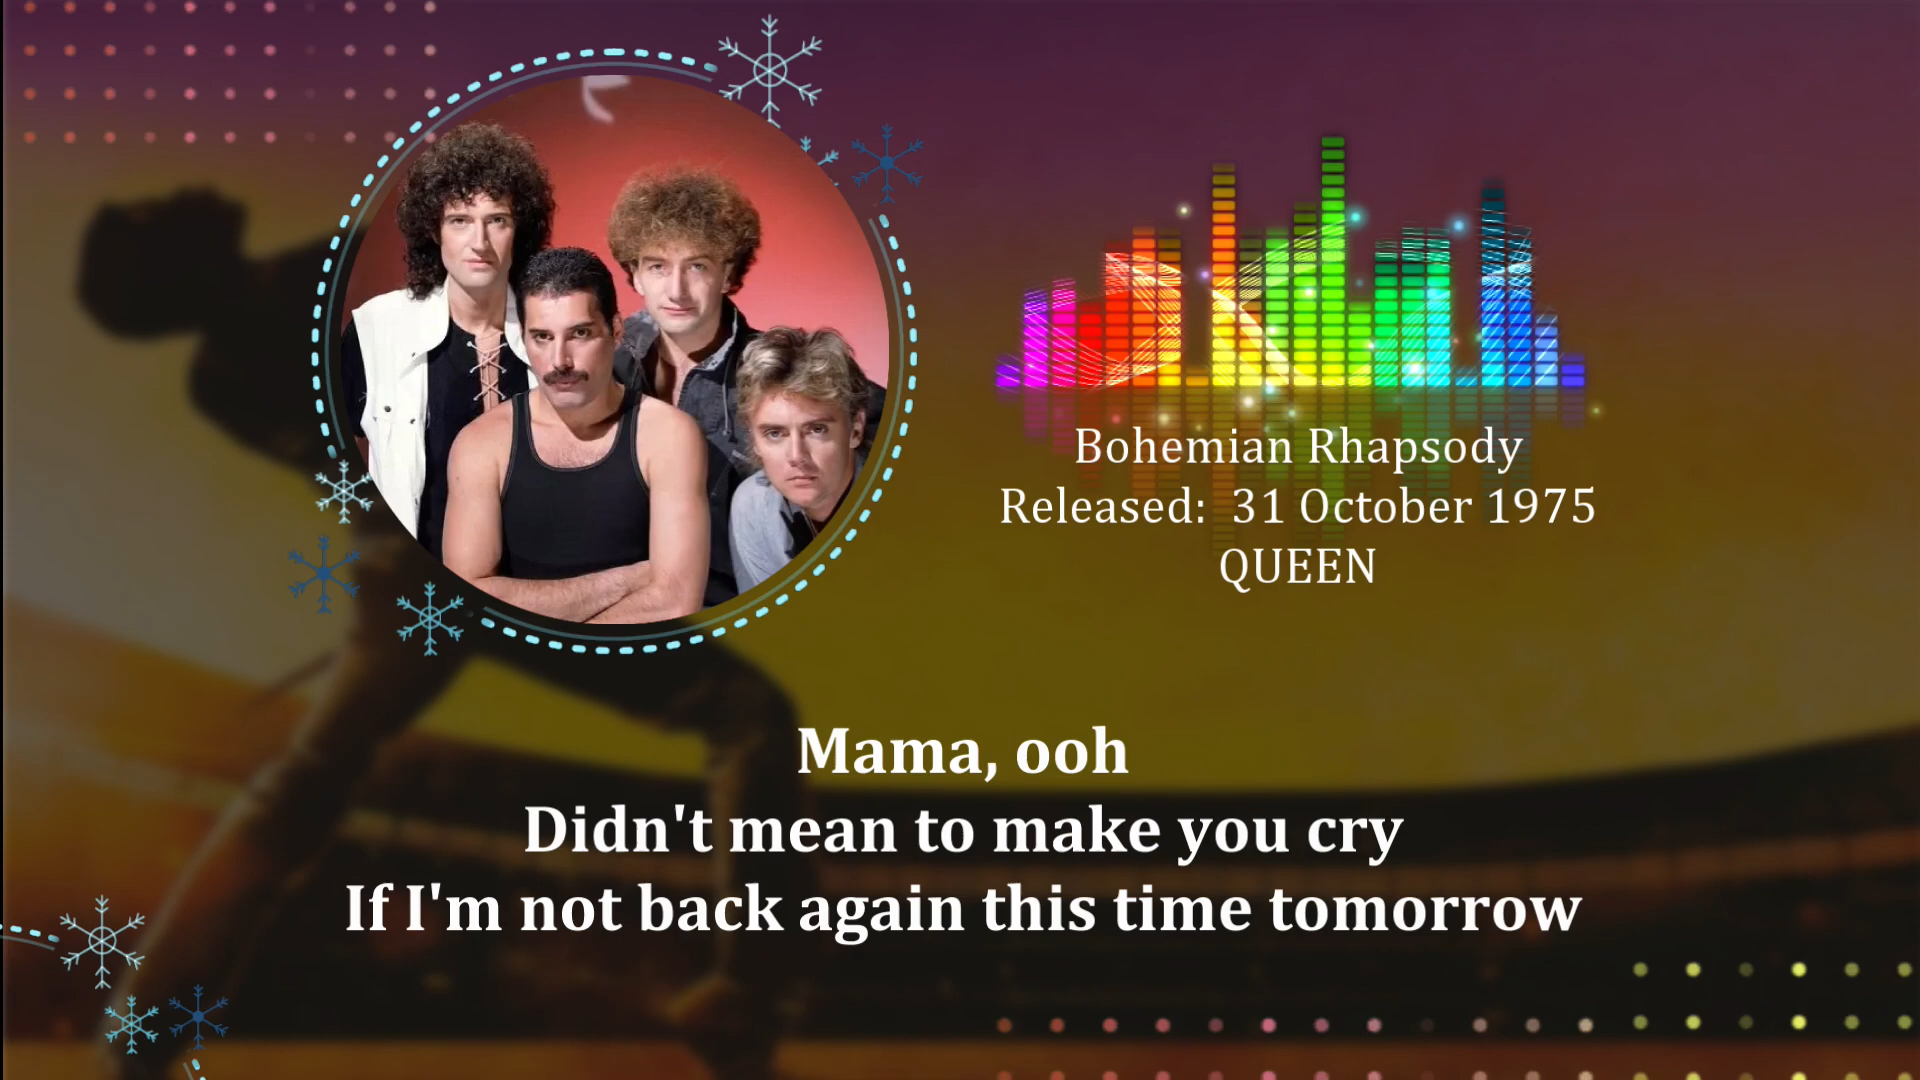 Bohemian Rhapsody
Released: 31 October 1975
QUEEN
Mama, ooh
Didn't mean to make you cry
If I'm not back again this time tomorrow